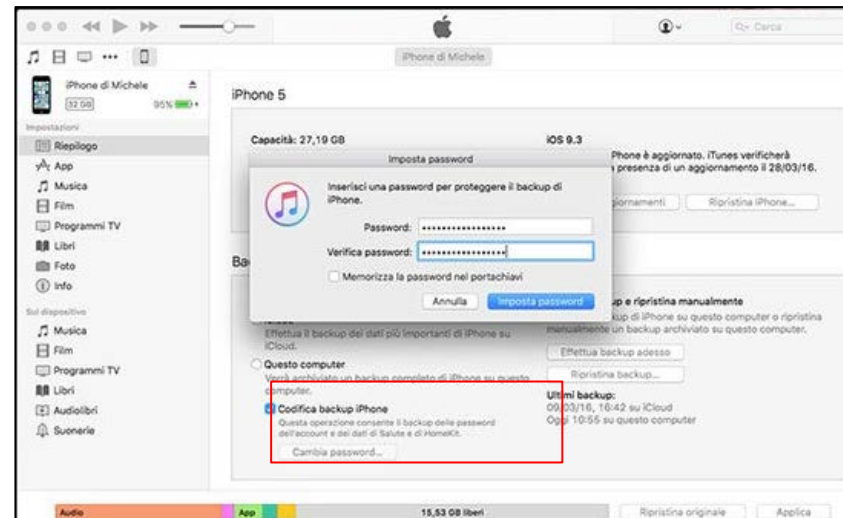 Cerca
iPhone di Michele
iPhone di Michele
32 GB 95%
iPhone 5
Impostazioni
Riepilogo
App
Musica
Film
Programmi TV
Libri
Foto
Info
Sul dispositivo
Musica
Film
Programmi TV
Libri
Audiolibri
Suonerie
Capacità: 27,19 GB
iOS 9.3
Phone è aggiornato. iTunes verificherà
presenza di un aggiornamento il 28/03/16.
giornamenti
Ripristina iPhone...
Imposta password
Inserisci una password per proteggere il backup di
iPhone.
Password: •••••••••••••••••
Verifica password: •••••••••••••••••
Memorizza la password nel portachiavi
Annulla
Imposta password
Ba
Effettua il backup dei dati più importanti di iPhone su
iCloud.
Questo computer
Verrà archiviato un backup completo di iPhone su questo
computer.
Codifica backup iPhone
Questa operazione consente il backup delle password
dell'account e dei dati di Salute e di HomeKit.
Cambia password...
up e ripristina manualmente
kup di iPhone su questo computer o ripristina
manualmente un backup archiviato su questo computer.
Effettua backup adesso
Ripristina backup...
Ultimi backup:
09/03/16, 16:42 su iCloud
Oggi 10:55 su questo computer
Audio
App
15,53 GB liberi
Ripristina originale
Applica